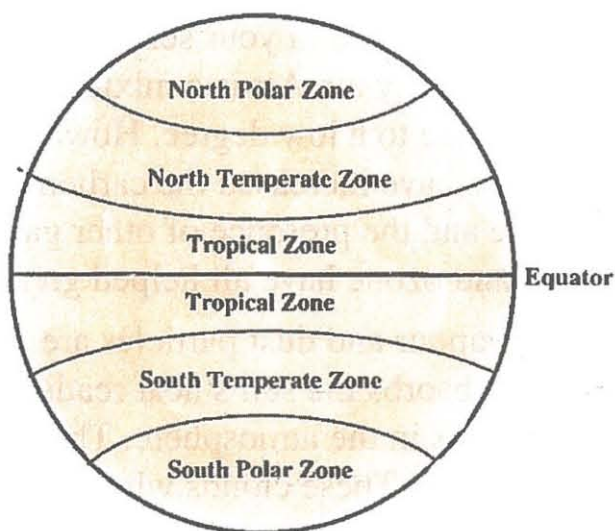 North Polar Zone
North Temperate Zone
Tropical Zone
Equator
Tropical Zone
South Temperate Zone
South Polar Zone